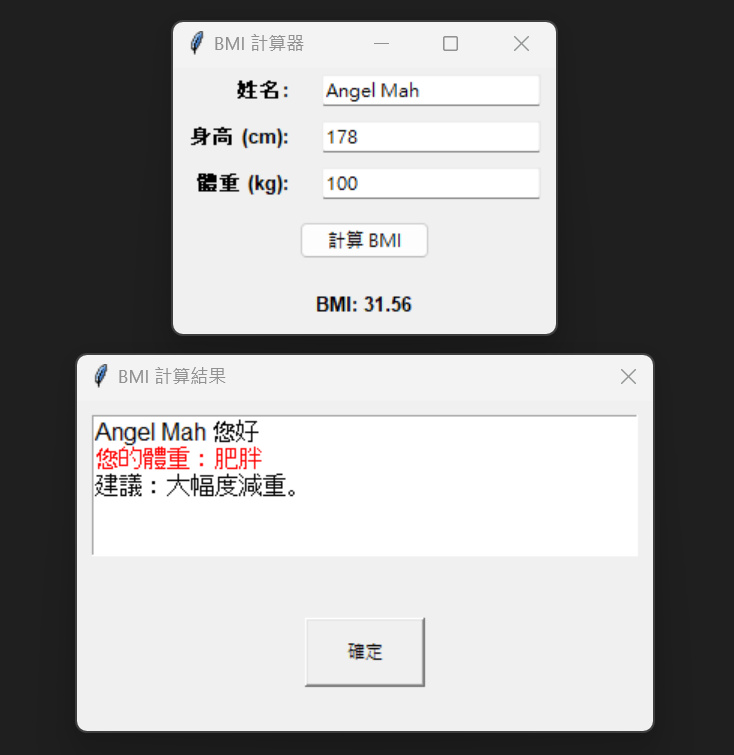 BMI 計算器
姓名:
Angel Mah
身高 (cm):
178
體重 (kg):
100
計算 BMI
BMI: 31.56
BMI 計算結果
Angel Mah 您好
您的體重：肥胖
建議：大幅度減重。
確定